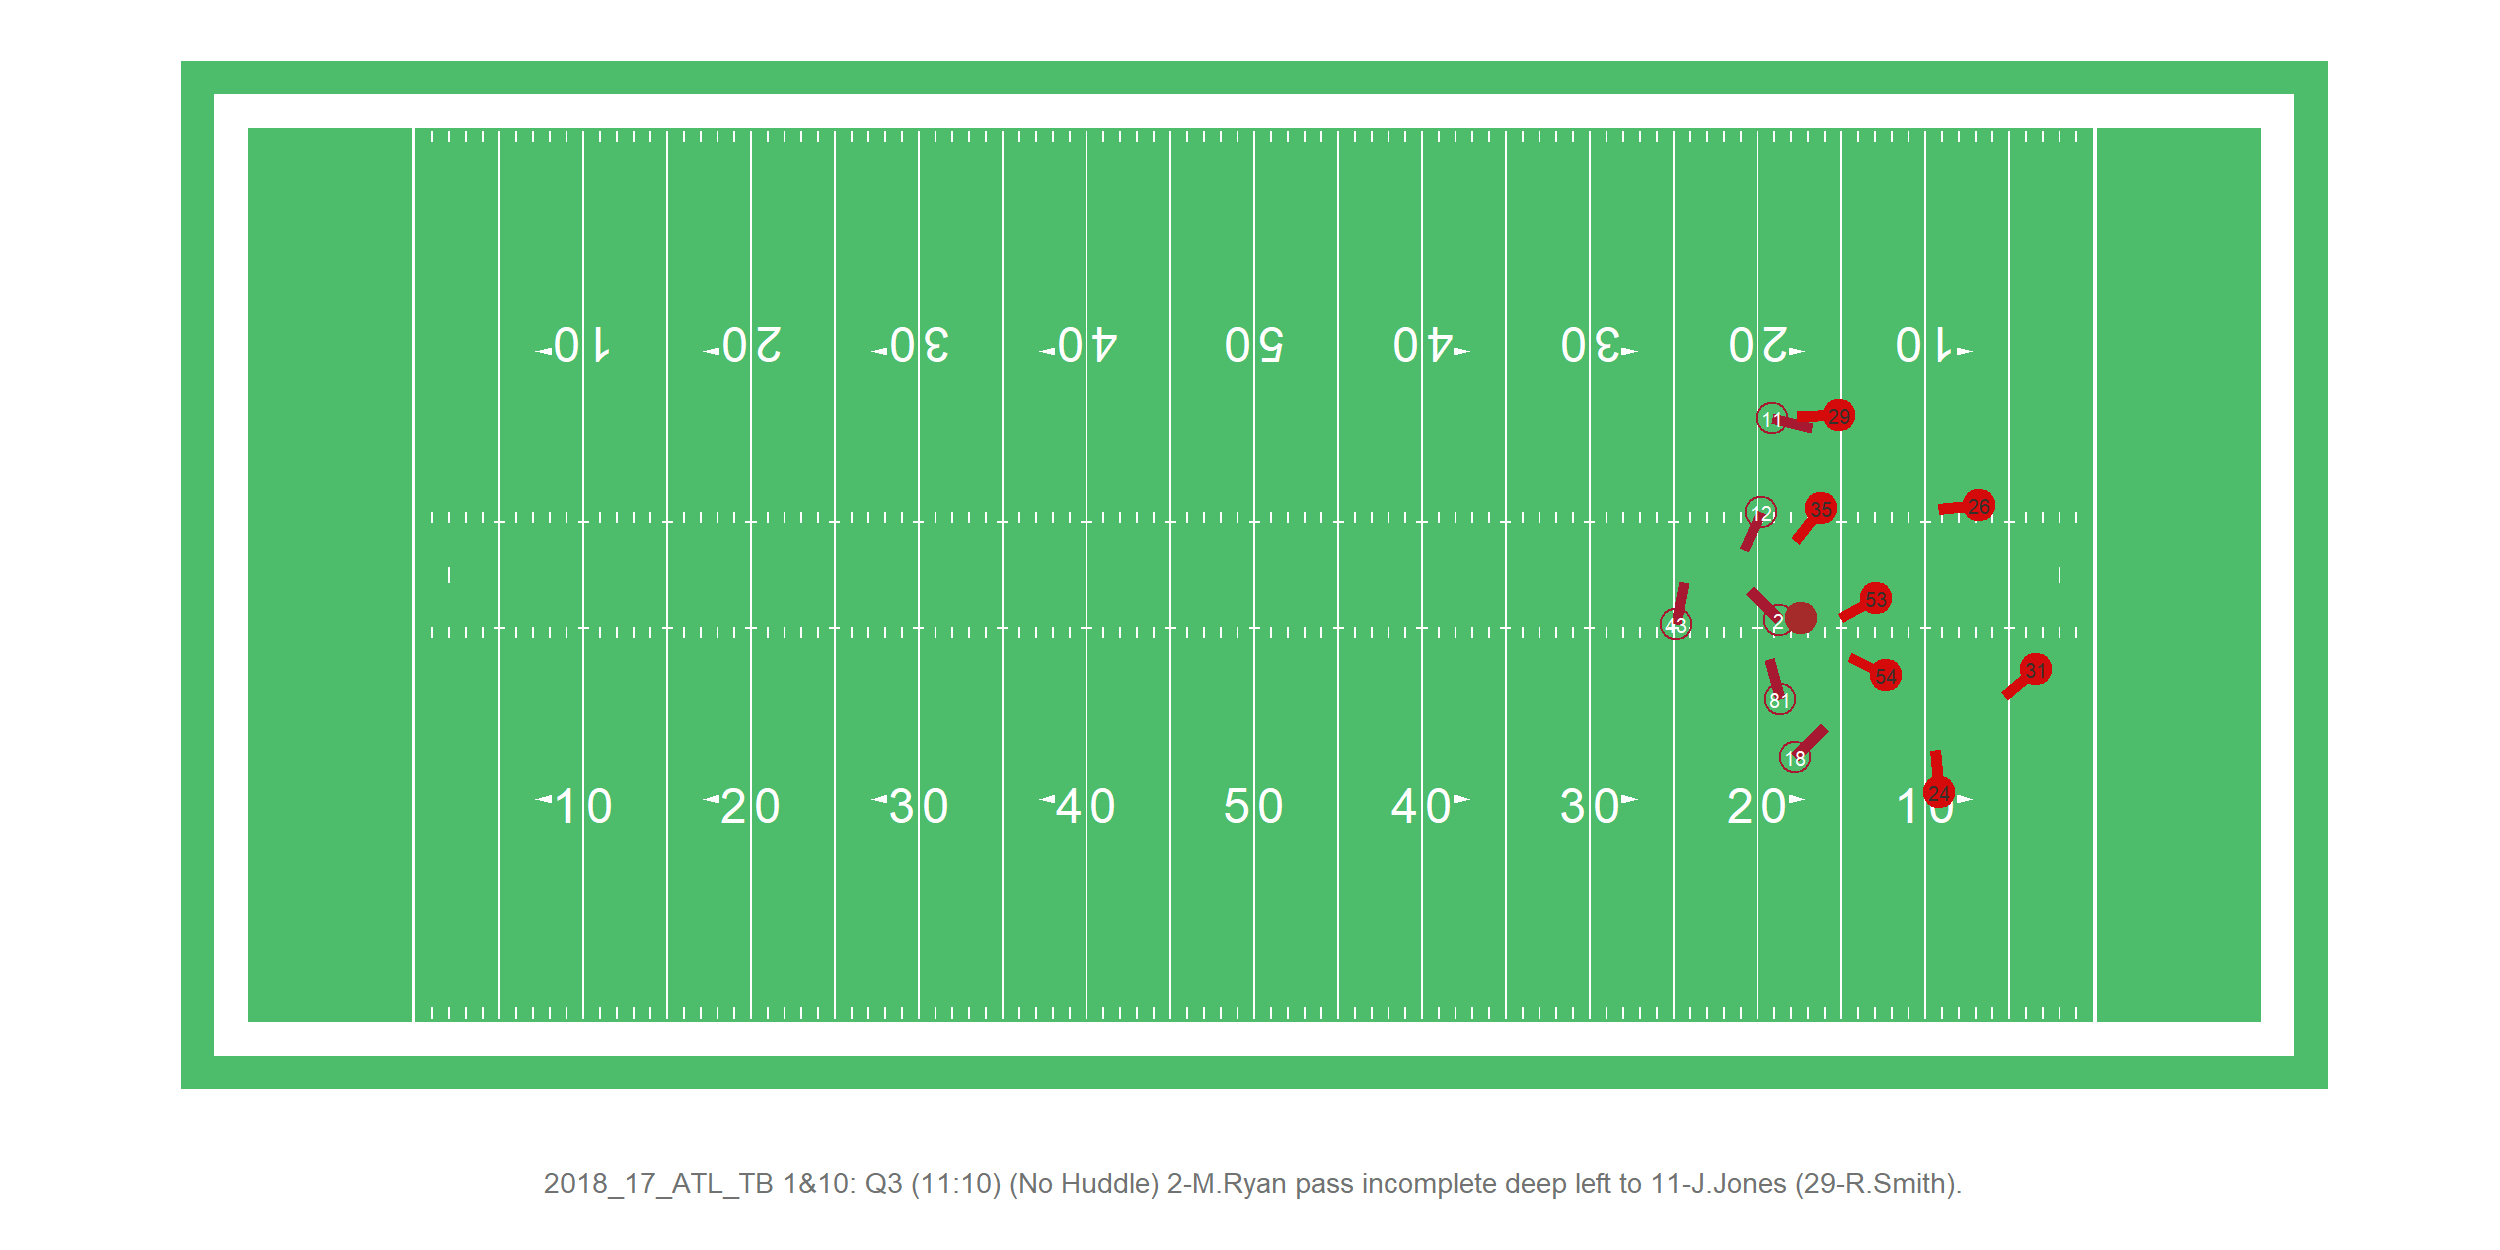 10 20 30 40 50 40 30 20 10
11 29
12 35 26
43 2 53
81 54 31
18
24
10 20 30 40 50 40 30 20 10
2018_17_ATL_TB 1&10: Q3 (11:10) (No Huddle) 2-M.Ryan pass incomplete deep left to 11-J.Jones (29-R.Smith).